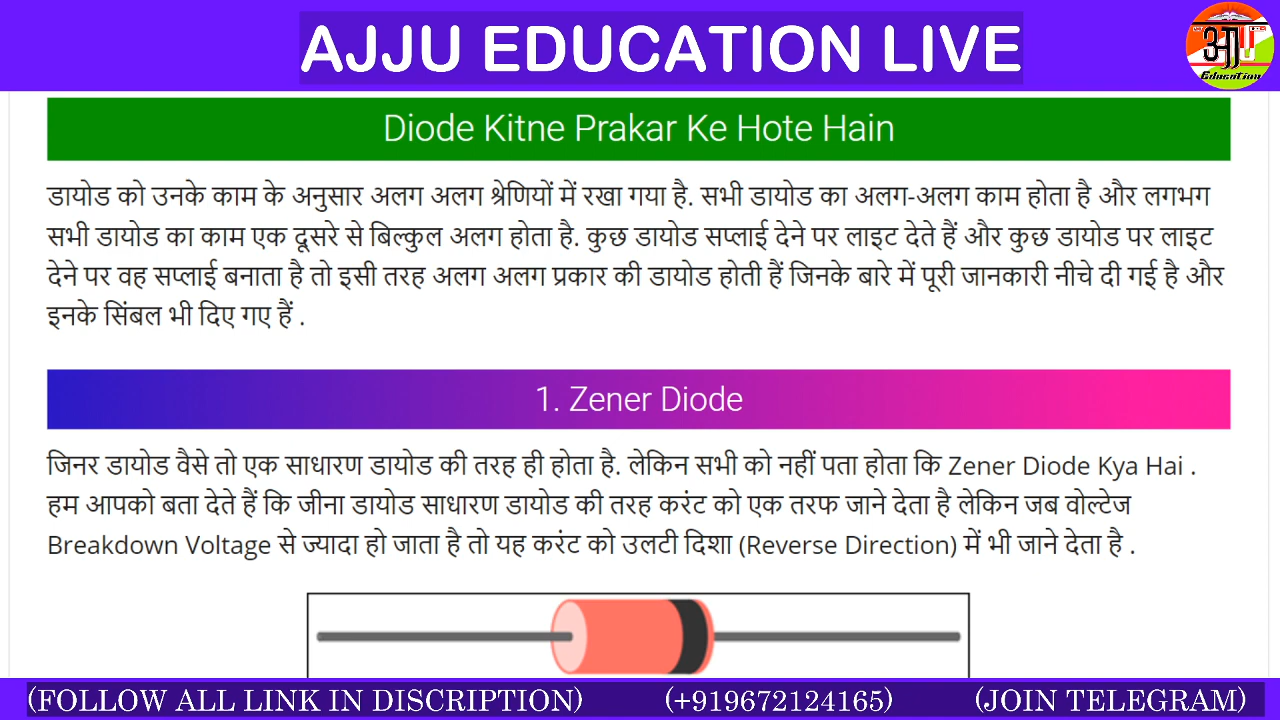 AJJU EDUCATION LIVE
अJJU
Education
Diode Kitne Prakar Ke Hote Hain
डायोड को उनके काम के अनुसार अलग अलग श्रेणियों में रखा गया है. सभी डायोड का अलग-अलग काम होता है और लगभग
सभी डायोड का काम एक दूसरे से बिल्कुल अलग होता है. कुछ डायोड सप्लाई देने पर लाइट देते हैं और कुछ डायोड पर लाइट
देने पर वह सप्लाई बनाता है तो इसी तरह अलग अलग प्रकार की डायोड होती हैं जिनके बारे में पूरी जानकारी नीचे दी गई है और
इनके सिंबल भी दिए गए हैं .
1. Zener Diode
जिनर डायोड वैसे तो एक साधारण डायोड की तरह ही होता है. लेकिन सभी को नहीं पता होता कि Zener Diode Kya Hai .
हम आपको बता देते हैं कि जीना डायोड साधारण डायोड की तरह करंट को एक तरफ जाने देता है लेकिन जब वोल्टेज
Breakdown Voltage से ज्यादा हो जाता है तो यह करंट को उलटी दिशा (Reverse Direction) में भी जाने देता है .
(FOLLOW ALL LINK IN DISCRIPTION) (+919672124165) (JOIN TELEGRAM)